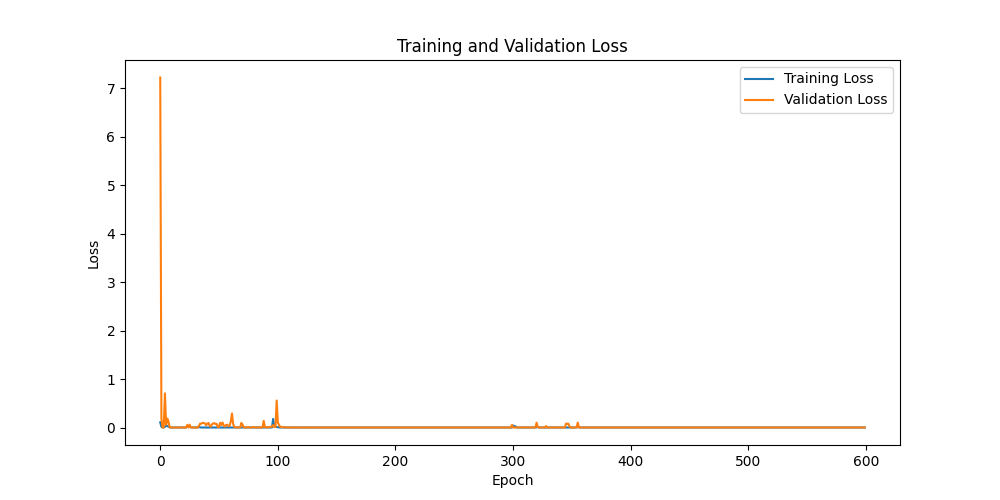 Training and Validation Loss
Training Loss
Validation Loss
7
6
5
4
3
2
1
0
Loss
0 100 200 300 400 500 600
Epoch